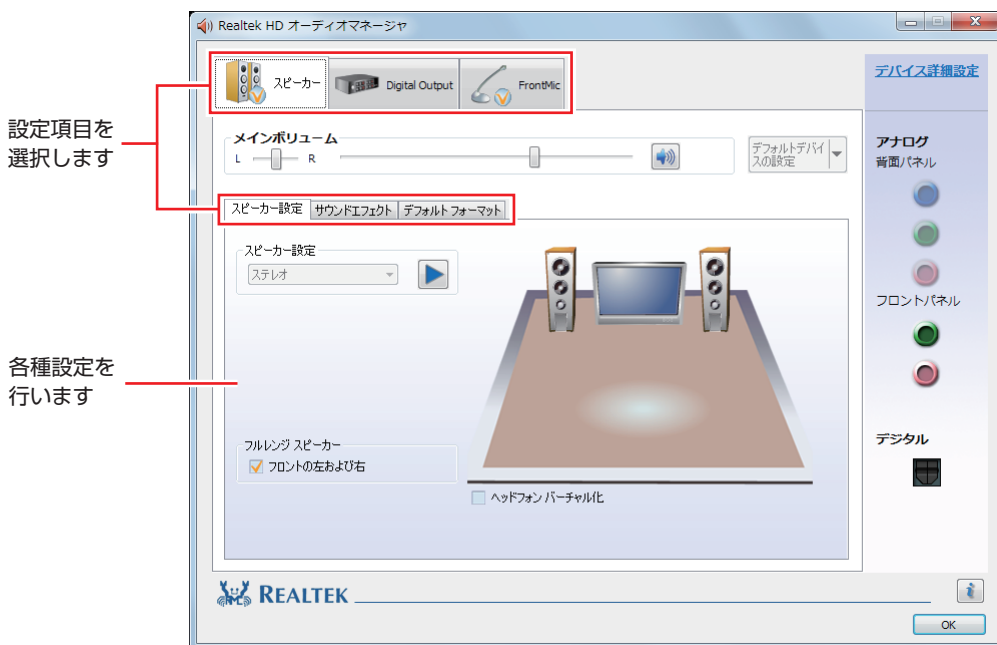 Realtek HD オーディオマネージャ
スピーカー
Digital Output
FrontMic
デバイス詳細設定
設定項目を
選択します
メインボリューム
L
R
デフォルトデバイ
スの設定
アナログ
背面パネル
スピーカー設定
サウンドエフェクト
デフォルト フォーマット
スピーカー設定
ステレオ
フロントパネル
各種設定を
行います
フルレンジ スピーカー
フロントの左および右
デジタル
ヘッドフォン バーチャル化
REALTEK
i
OK